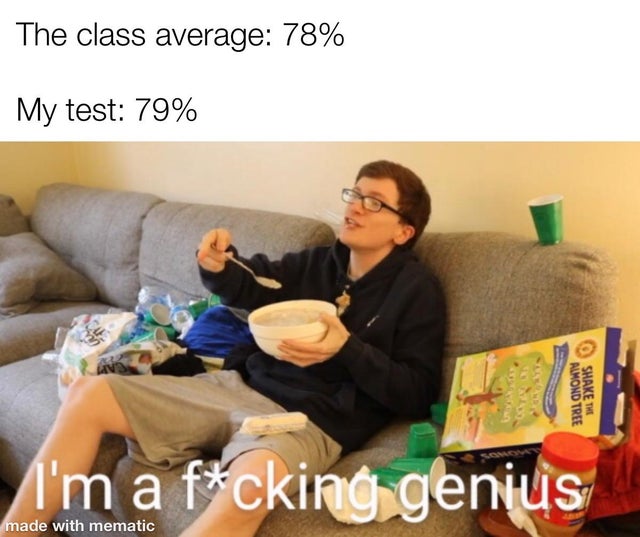 The class average: 78%
My test: 79%
SHAKE THE
ALMOND TREE
I'm a f*cking genius
made with mematic